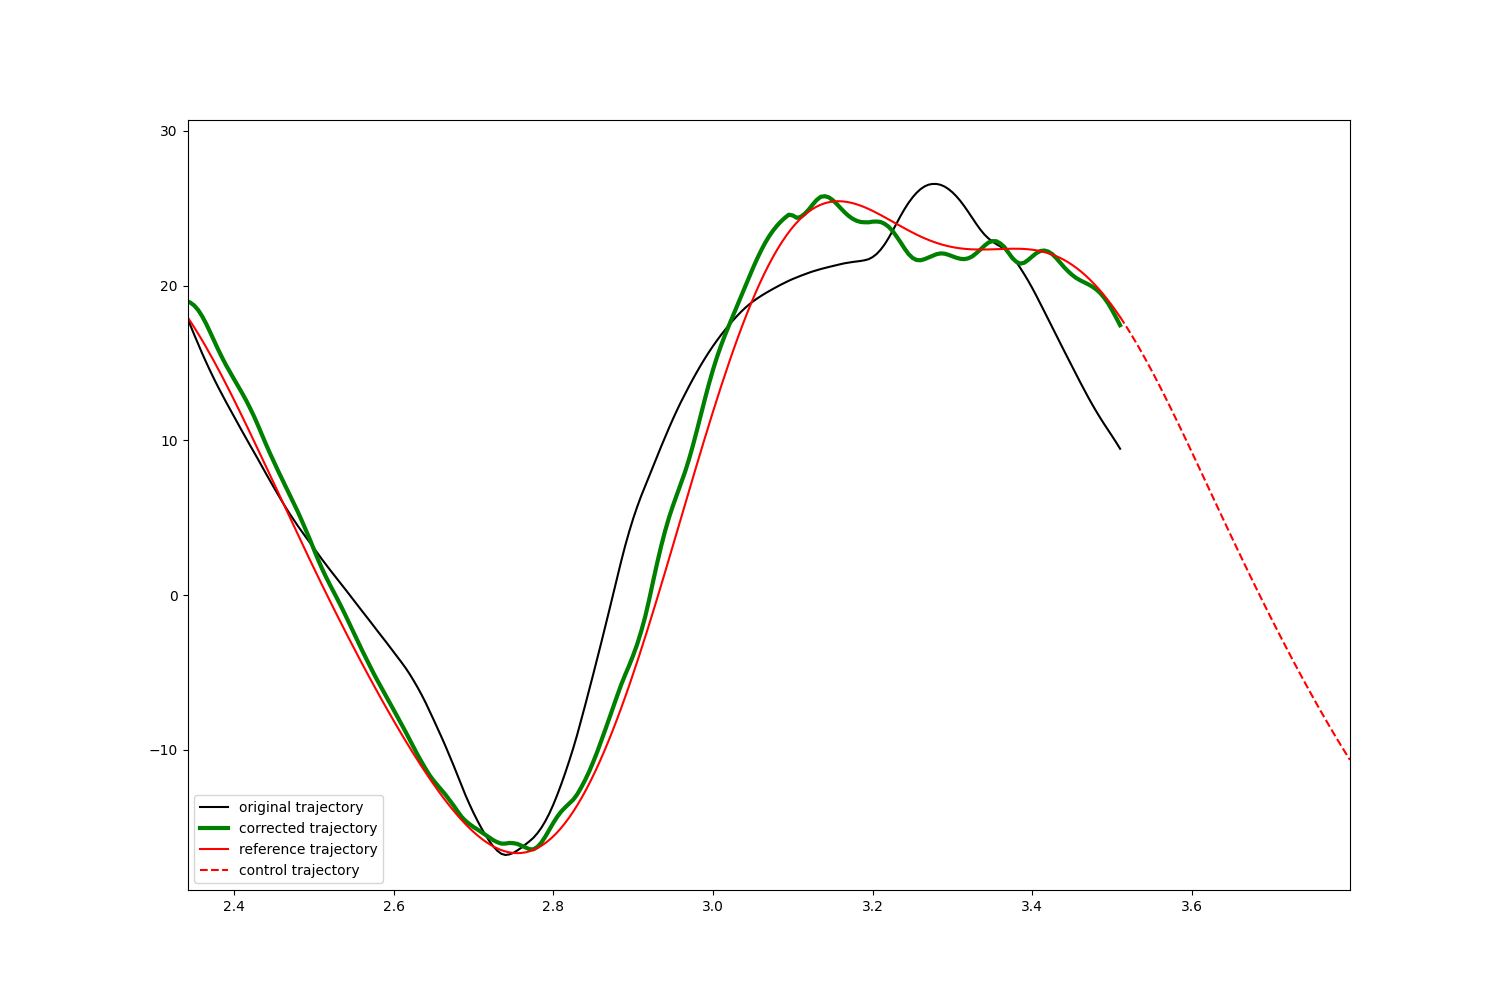 30
20
10
0
−10
original trajectory
corrected trajectory
reference trajectory
control trajectory
2.4 2.6 2.8 3.0 3.2 3.4 3.6